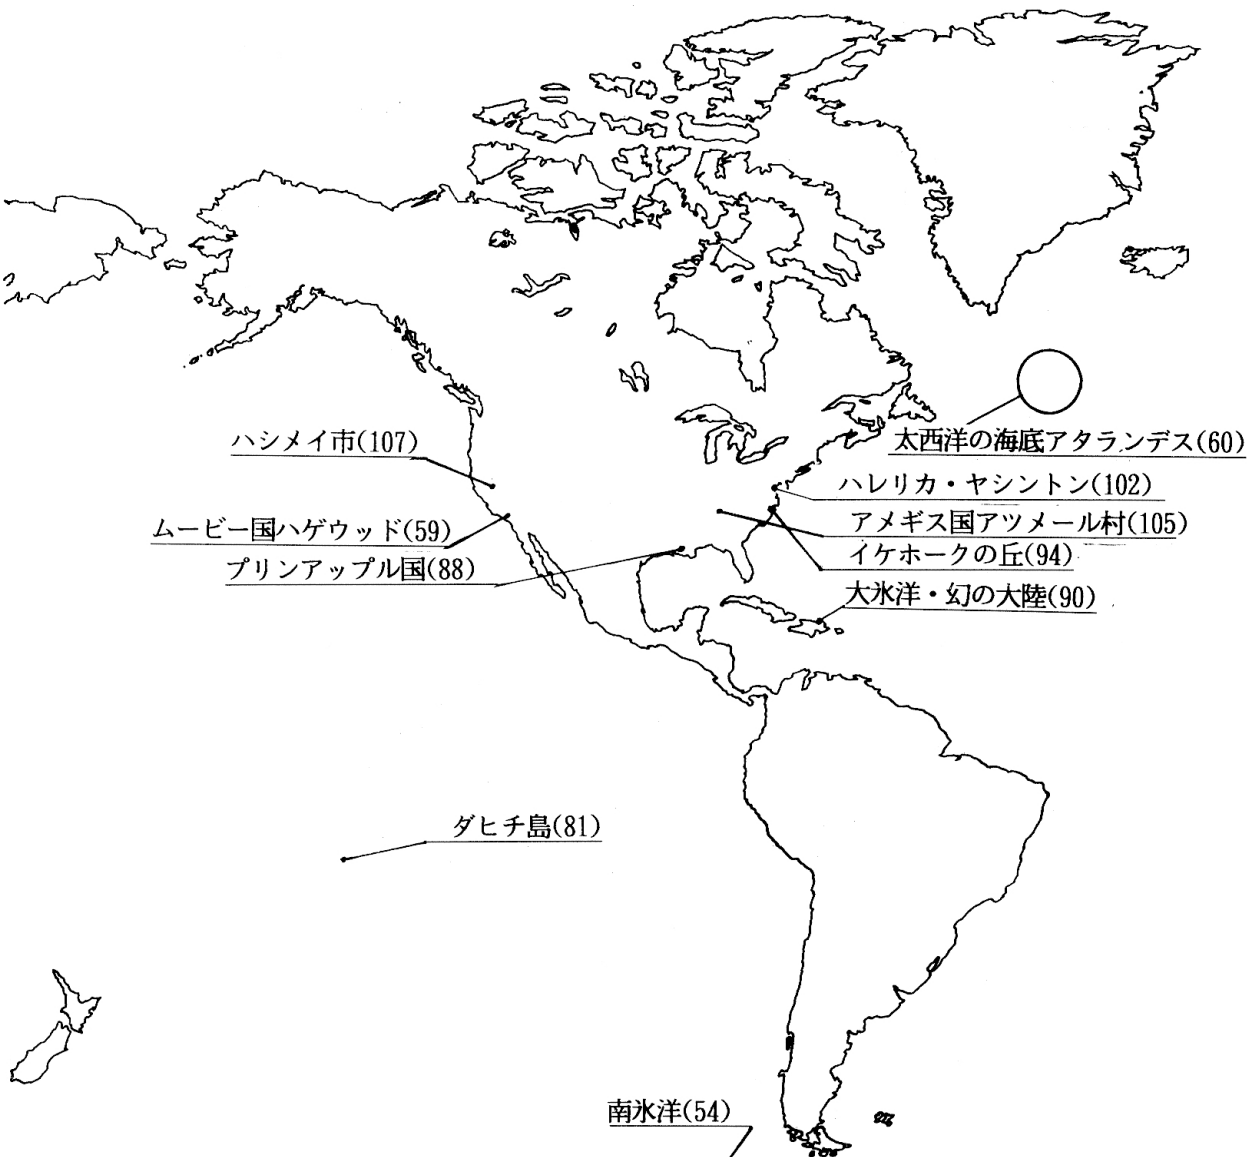 ハシメイ市(107)
ムービー国ハゲウッド(59)
プリンアップル国(88)
太西洋の海底アタランデス(60)
ハレリカ・ヤシントン(102)
アメギス国アツメール村(105)
イケホークの丘(94)
大氷洋・幻の大陸(90)
ダヒチ島(81)
南氷洋(54)